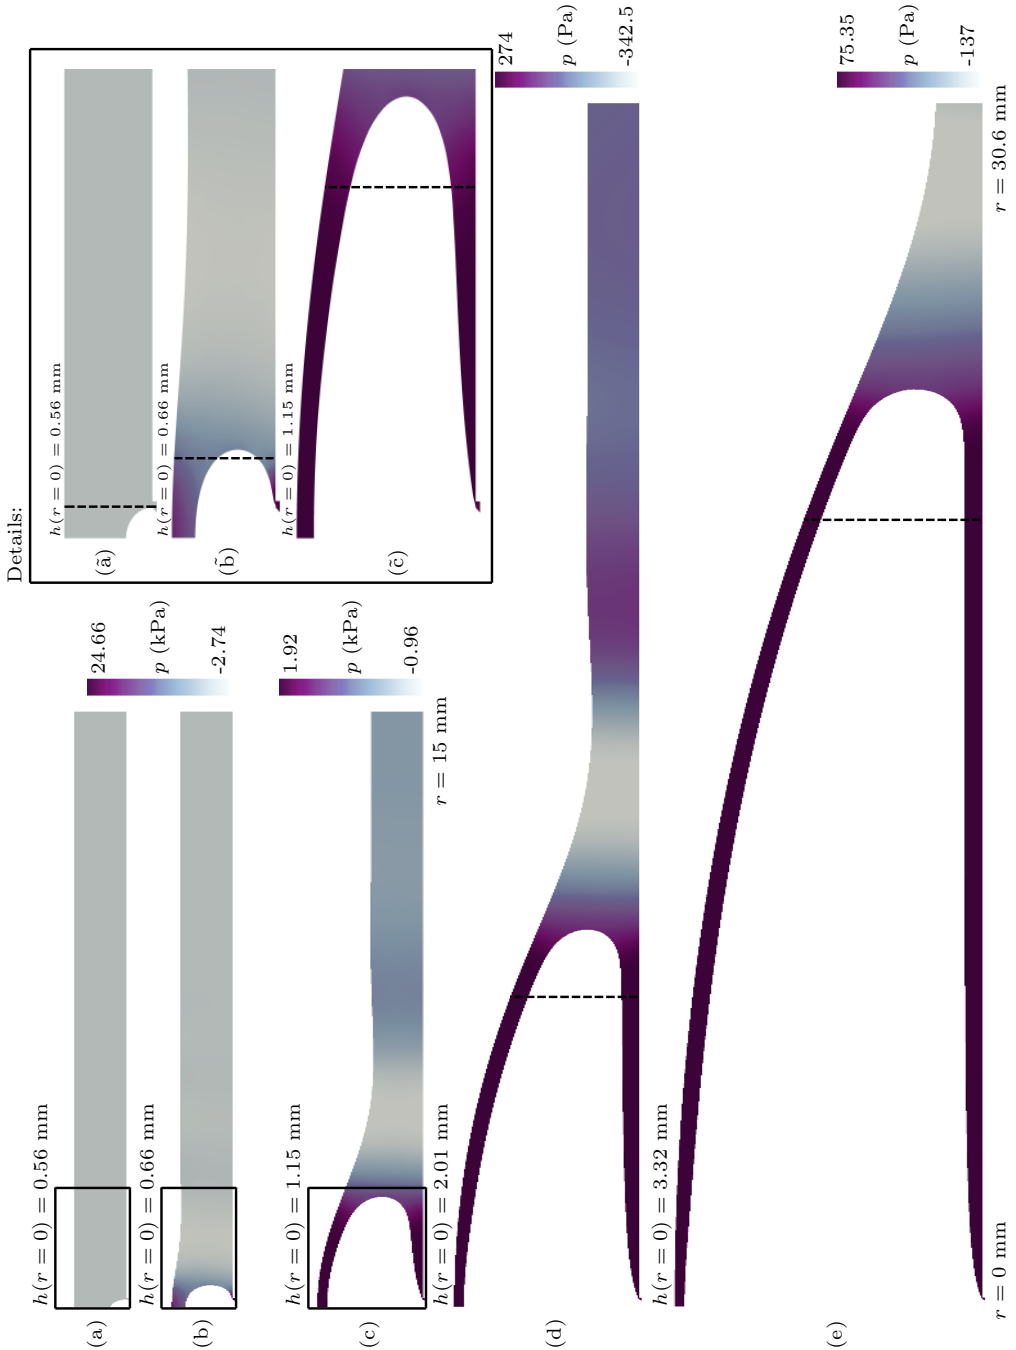 (a)
h(r = 0) = 0.56 mm
24.66
p (kPa)
-2.74
(b)
h(r = 0) = 0.66 mm
(c)
h(r = 0) = 1.15 mm
1.92
p (kPa)
-0.96
r = 15 mm
Details:
(ã)
h(r = 0) = 0.56 mm
(b̃)
h(r = 0) = 0.66 mm
(c̃)
h(r = 0) = 1.15 mm
(d)
h(r = 0) = 2.01 mm
274
p (Pa)
-342.5
(e)
h(r = 0) = 3.32 mm
75.35
p (Pa)
-137
r = 0 mm
r = 30.6 mm